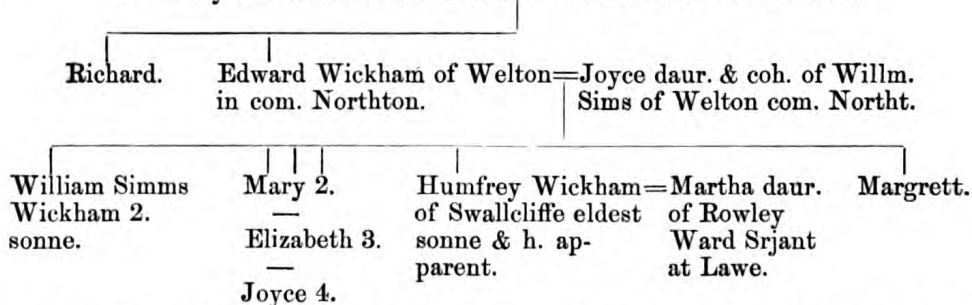 Richard.
Edward Wickham of Welton=Joyce daur. & coh. of Willm.
in com. Northton.
Sims of Welton com. Northt.
William Simms
Wickham 2.
sonne.
Mary 2.
—
Elizabeth 3.
—
Joyce 4.
Humfrey Wickham=Martha daur.
of Swallcliffe eldest
sonne & h. ap-
parent.
of Rowley
Ward Srjant
at Lawe.
Margrett.